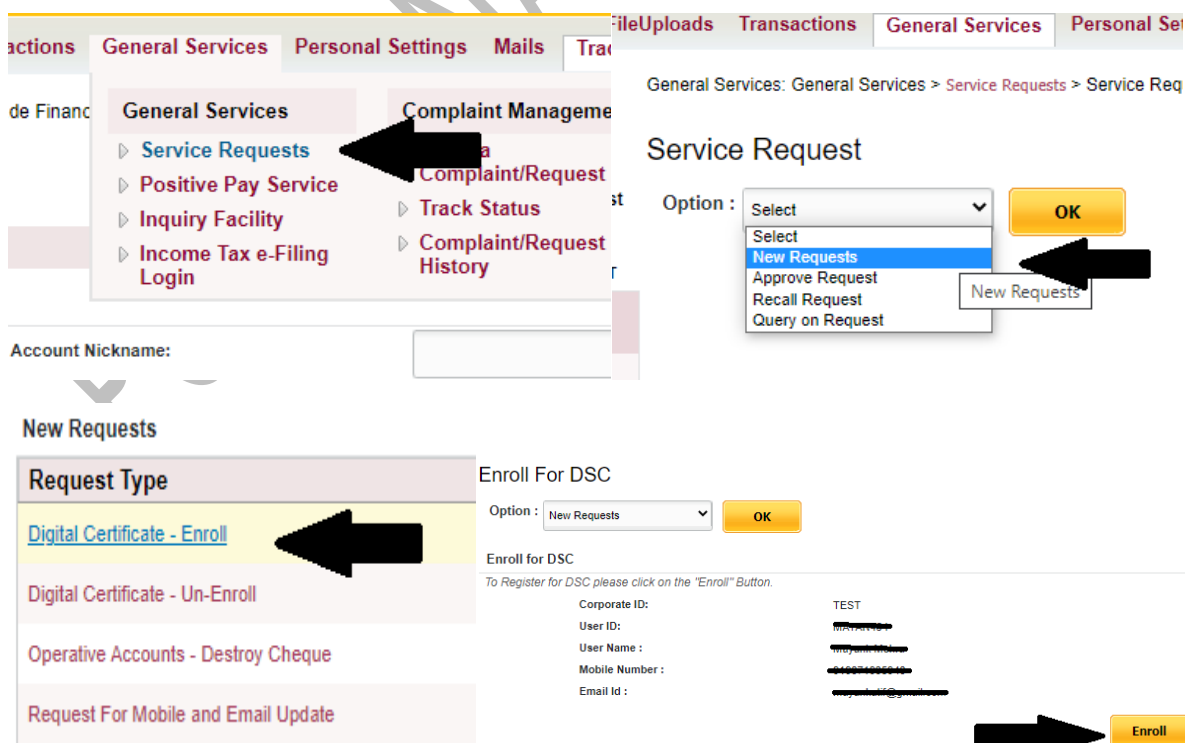 actions General Services Personal Settings Mails Trac
de Financ
General Services
Service Requests
Positive Pay Service
Inquiry Facility
Income Tax e-Filing
Login
Complaint Manageme
Complaint/Request
Track Status
Complaint/Request
History
Account Nickname:
FileUploads Transactions General Services Personal Set
General Services: General Services > Service Requests > Service Req
Service Request
Option : Select OK
Select
New Requests
Approve Request
Recall Request
Query on Request
New Requests
New Requests
Request Type
Digital Certificate - Enroll
Digital Certificate - Un-Enroll
Operative Accounts - Destroy Cheque
Request For Mobile and Email Update
Enroll For DSC
Option : New Requests OK
Enroll for DSC
To Register for DSC please click on the "Enroll" Button.
Corporate ID: TEST
User ID:
User Name :
Mobile Number :
Email Id :
Enroll